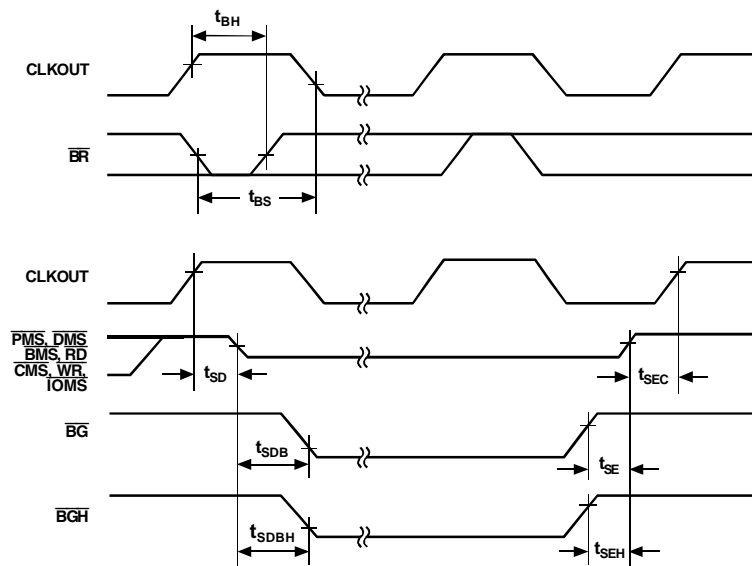 tBH
CLKOUT
BR
tBS
CLKOUT
PMS, DMS
BMS, RD
CMS, WR,
IOMS
tSD
tSEC
BG
tSDB
tSE
BGH
tSDBH
tSEH